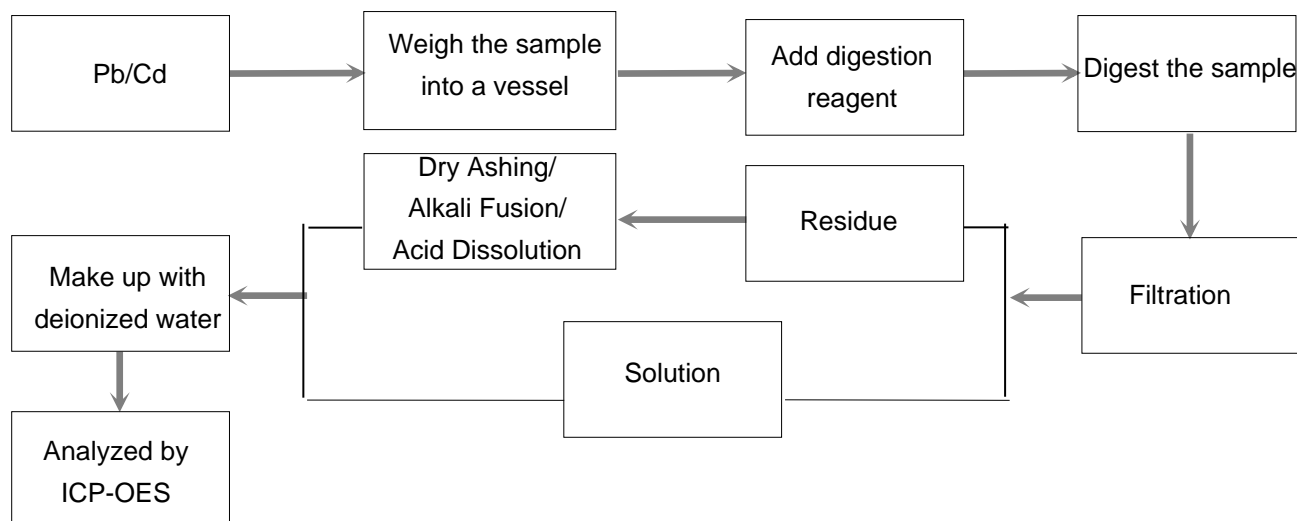 Pb/Cd
Weigh the sample
into a vessel
Add digestion
reagent
Digest the sample
Dry Ashing/
Alkali Fusion/
Acid Dissolution
Residue
Filtration
Make up with
deionized water
Solution
Analyzed by
ICP-OES